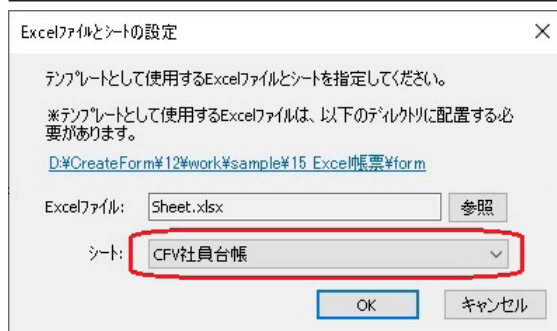 Excelファイルとシートの設定
テンプレートとして使用するExcelファイルとシートを指定してください。
※テンプレートとして使用するExcelファイルは、以下のディレクトリに配置する必
要があります。
D:¥CreateForm¥12¥work¥sample¥15 Excel帳票¥form
Excelファイル: Sheet.xlsx 参照
シート: CFV社員台帳
OK キャンセル